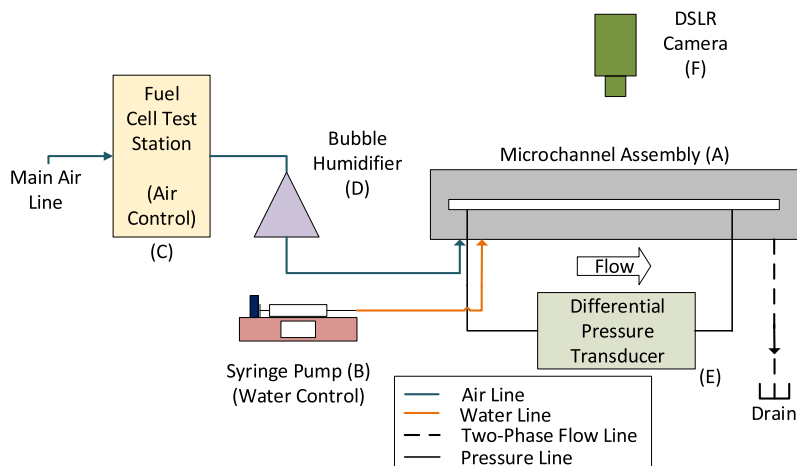 DSLR
Camera
(F)
Fuel
Cell Test
Station
(Air
Control)
(C)
Main Air
Line
Bubble
Humidifier
(D)
Microchannel Assembly (A)
Flow
Differential
Pressure
Transducer
(E)
Syringe Pump (B)
(Water Control)
Drain
Air Line
Water Line
Two-Phase Flow Line
Pressure Line